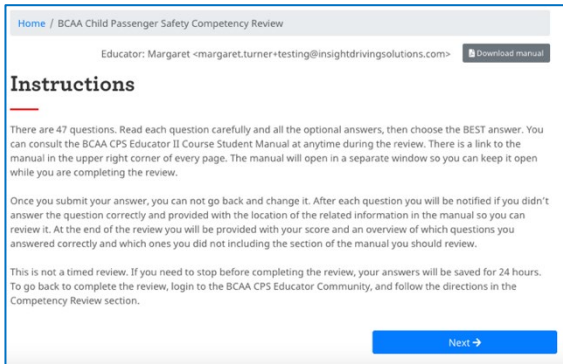 Home / BCAA Child Passenger Safety Competency Review
Educator: Margaret <margaret.turner+testing@insightdrivingsolutions.com> Download manual
Instructions
There are 47 questions. Read each question carefully and all the optional answers, then choose the BEST answer. You
can consult the BCAA CPS Educator II Course Student Manual at anytime during the review. There is a link to the
manual in the upper right corner of every page. The manual will open in a separate window so you can keep it open
while you are completing the review.
Once you submit your answer, you can not go back and change it. After each question you will be notified if you didn't
answer the question correctly and provided with the location of the related information in the manual so you can
review it. At the end of the review you will be provided with your score and an overview of which questions you
answered correctly and which ones you did not including the section of the manual you should review.
This is not a timed review. If you need to stop before completing the review, your answers will be saved for 24 hours.
To go back to complete the review, login to the BCAA CPS Educator Community, and follow the directions in the
Competency Review section.
Next →